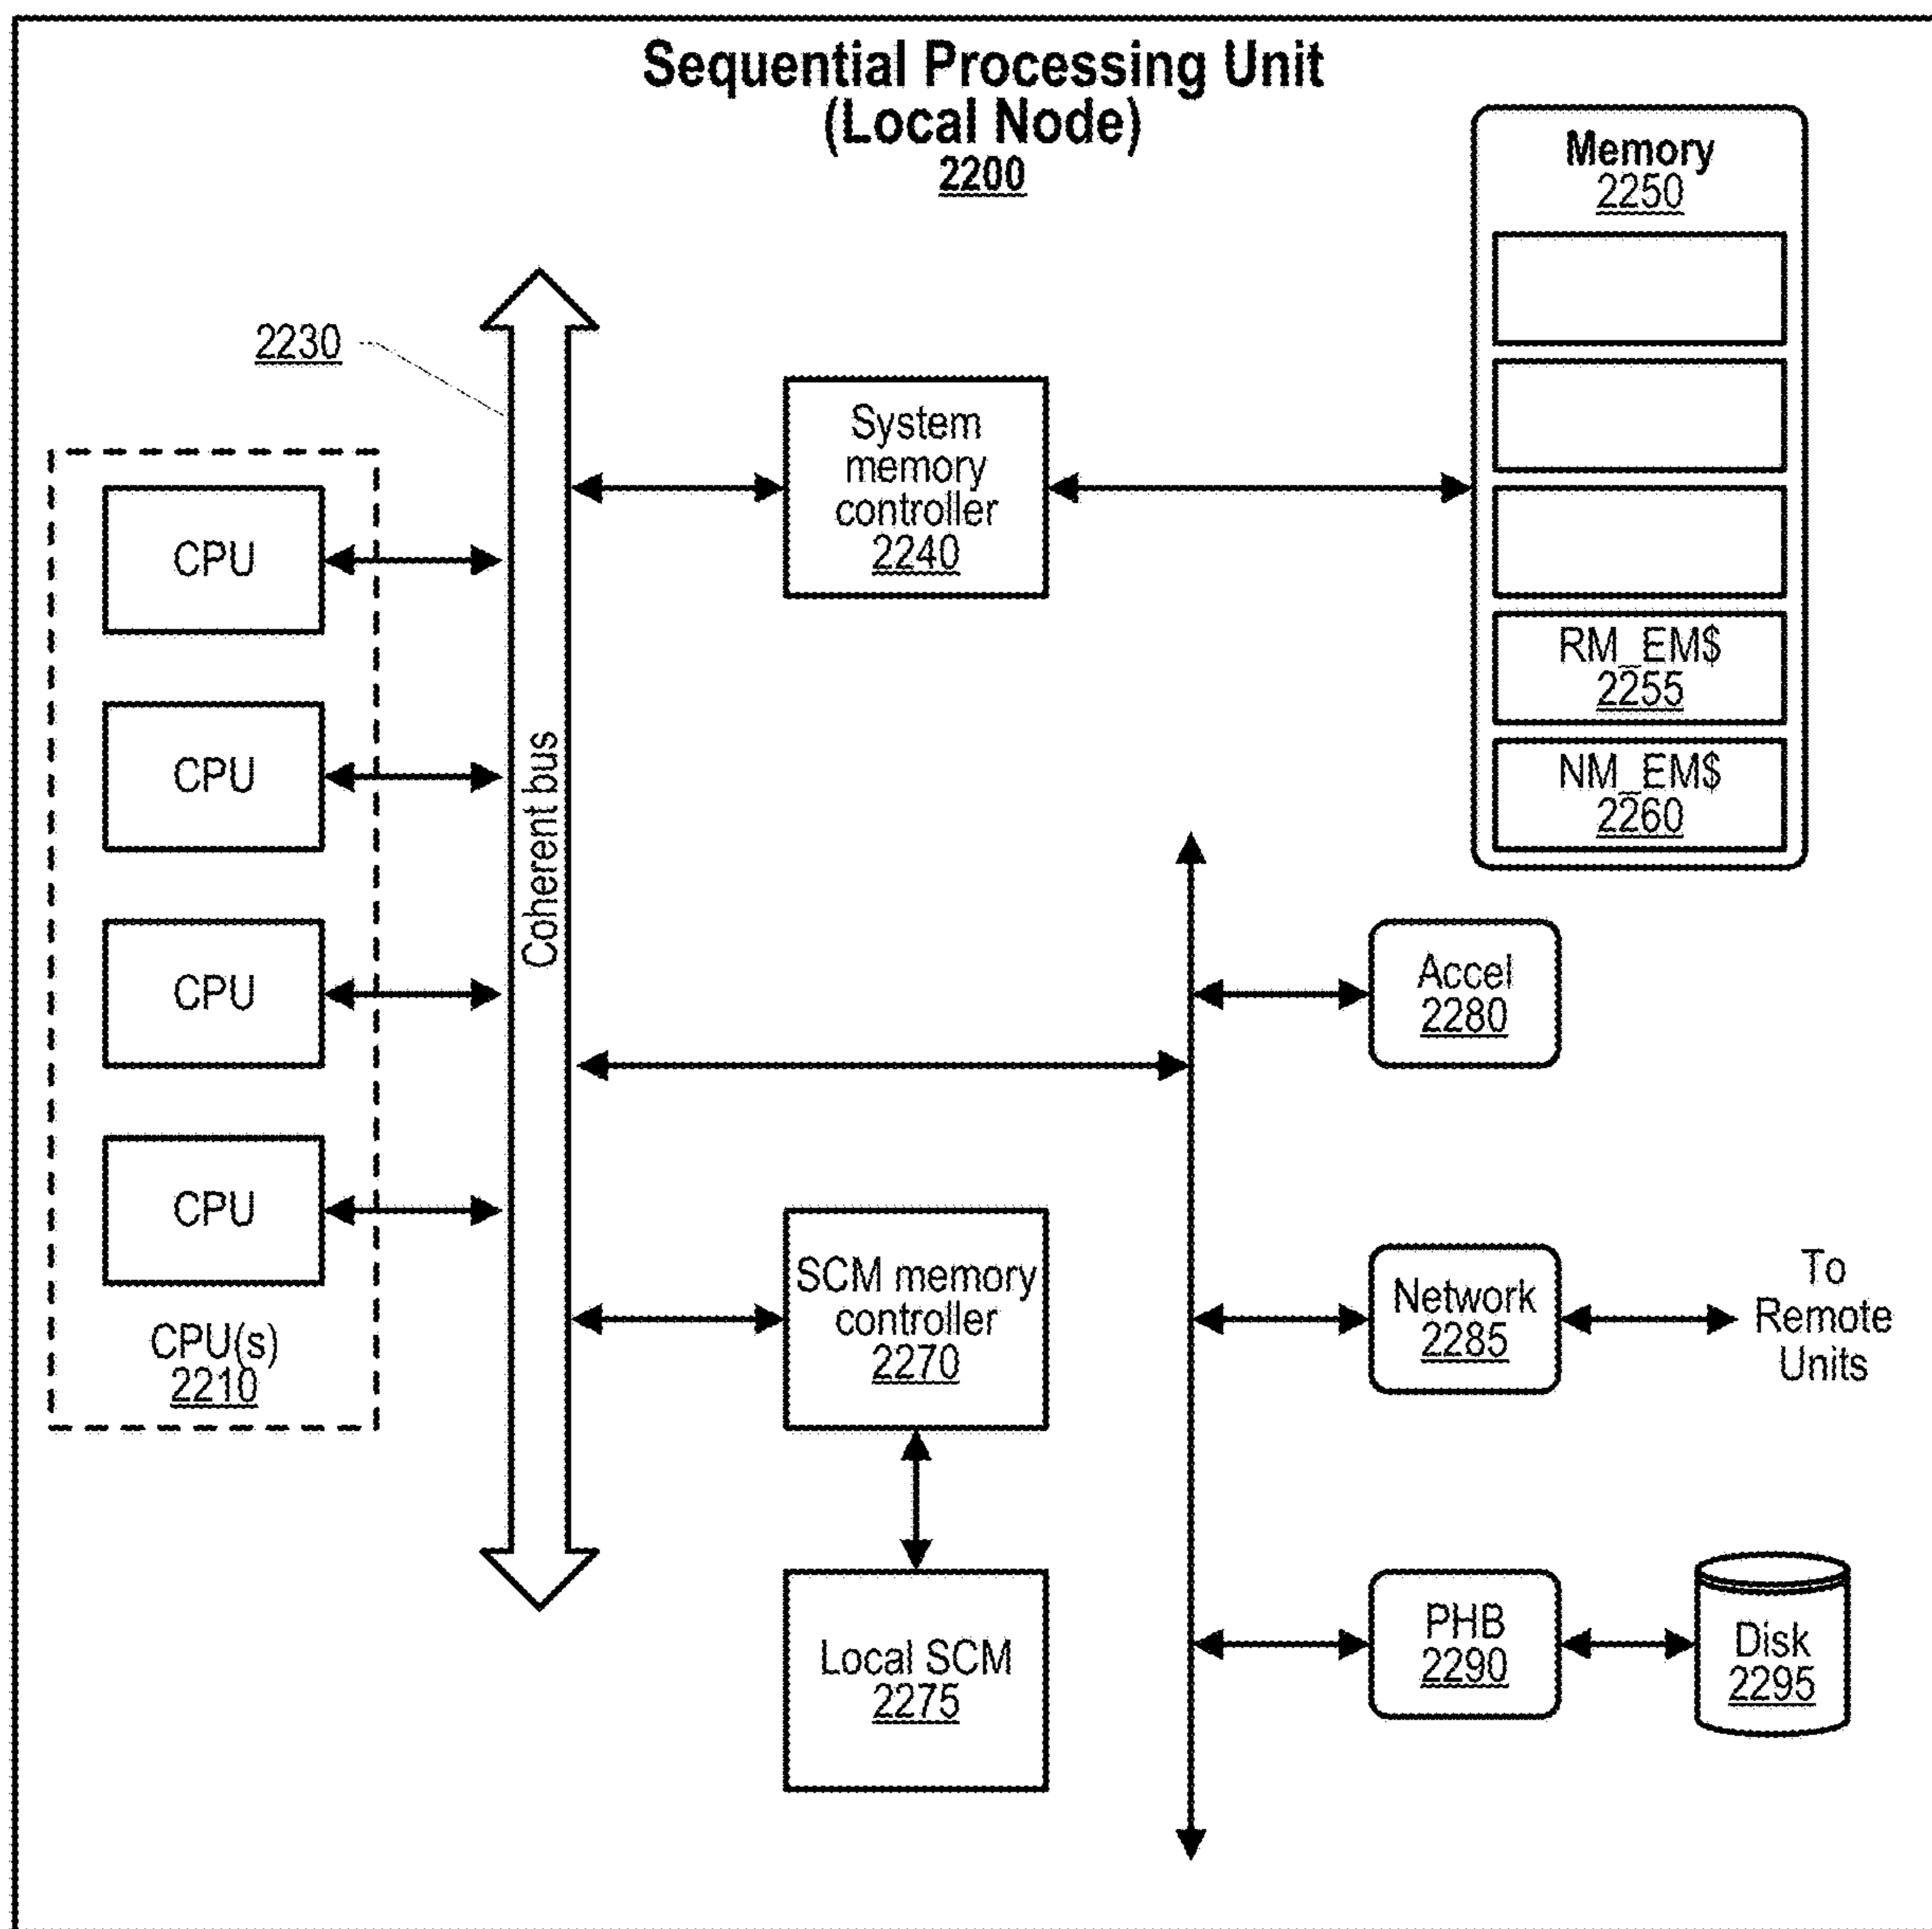 Sequential Processing Unit
(Local Node)
2200
Memory
2250
RM_EM$
2255
NM_EM$
2260
2230
Coherent bus
System
memory
controller
2240
CPU
CPU
CPU
CPU
CPU(s)
2210
Accel
2280
SCM memory
controller
2270
Network
2285
To
Remote
Units
Local SCM
2275
PHB
2290
Disk
2295